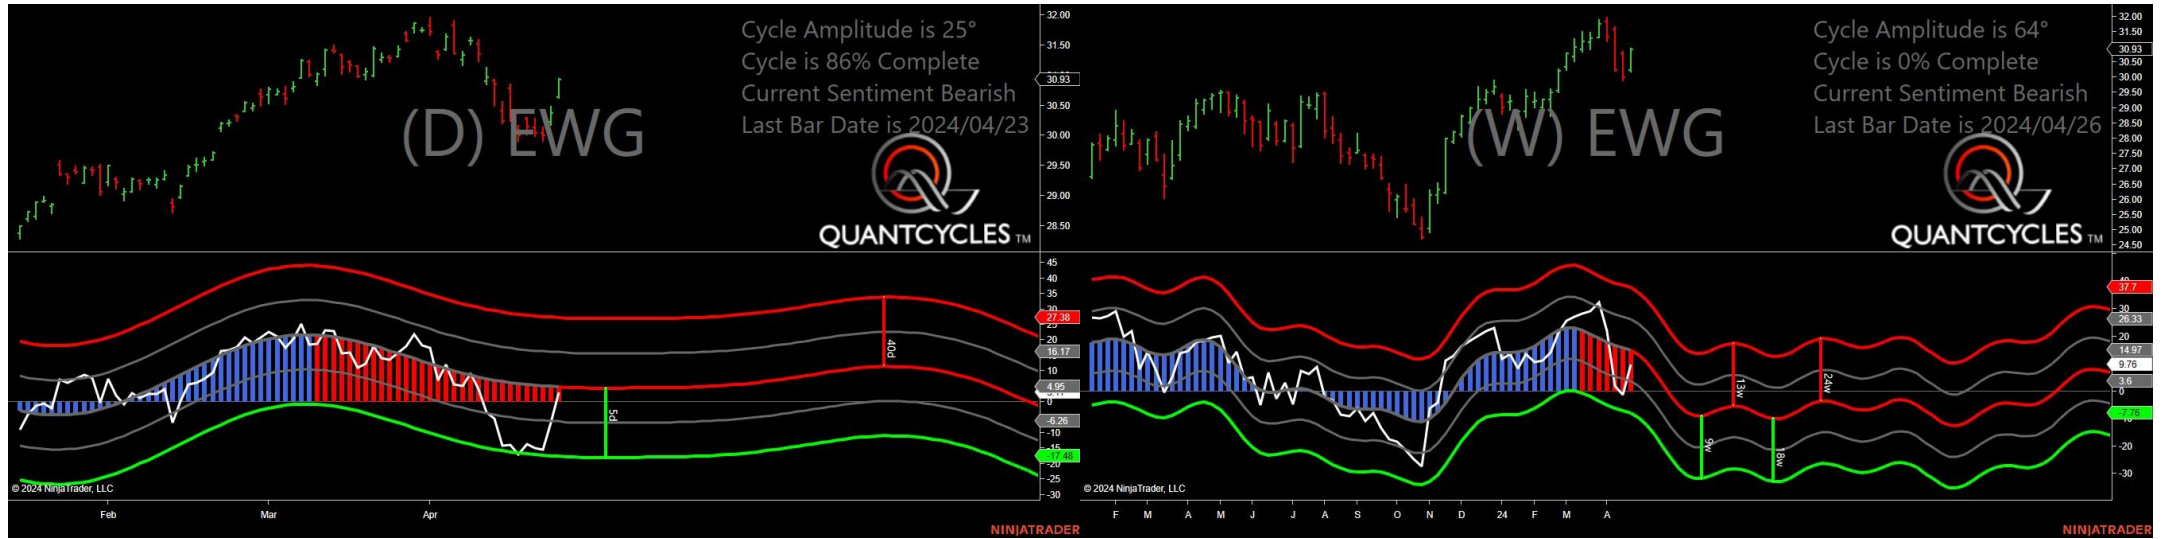 Cycle Amplitude is 25°
Cycle is 86% Complete
Current Sentiment Bearish
Last Bar Date is 2024/04/23
(D) EWG
QUANTCYCLES TM
32.00
31.50
30.93
30.50
30.00
29.50
29.00
28.50
45
40
35
30
27.38
25
20
16.17
10
4.95
0
-6.26
-10
-15
-17.48
-20
-25
-30
40d
5d
© 2024 NinjaTrader, LLC
Feb Mar Apr
NINJATRADER
Cycle Amplitude is 64°
Cycle is 0% Complete
Current Sentiment Bearish
Last Bar Date is 2024/04/26
(W) EWG
QUANTCYCLES TM
32.00
31.50
30.93
30.50
30.00
29.50
29.00
28.50
28.00
27.50
27.00
26.50
26.00
25.50
25.00
24.50
37.7
30
26.33
20
14.97
9.76
3.6
0
-7.76
-20
-30
13w
24w
9w
18w
© 2024 NinjaTrader, LLC
F M A M J J A S O N D 24 F M A
NINJATRADER